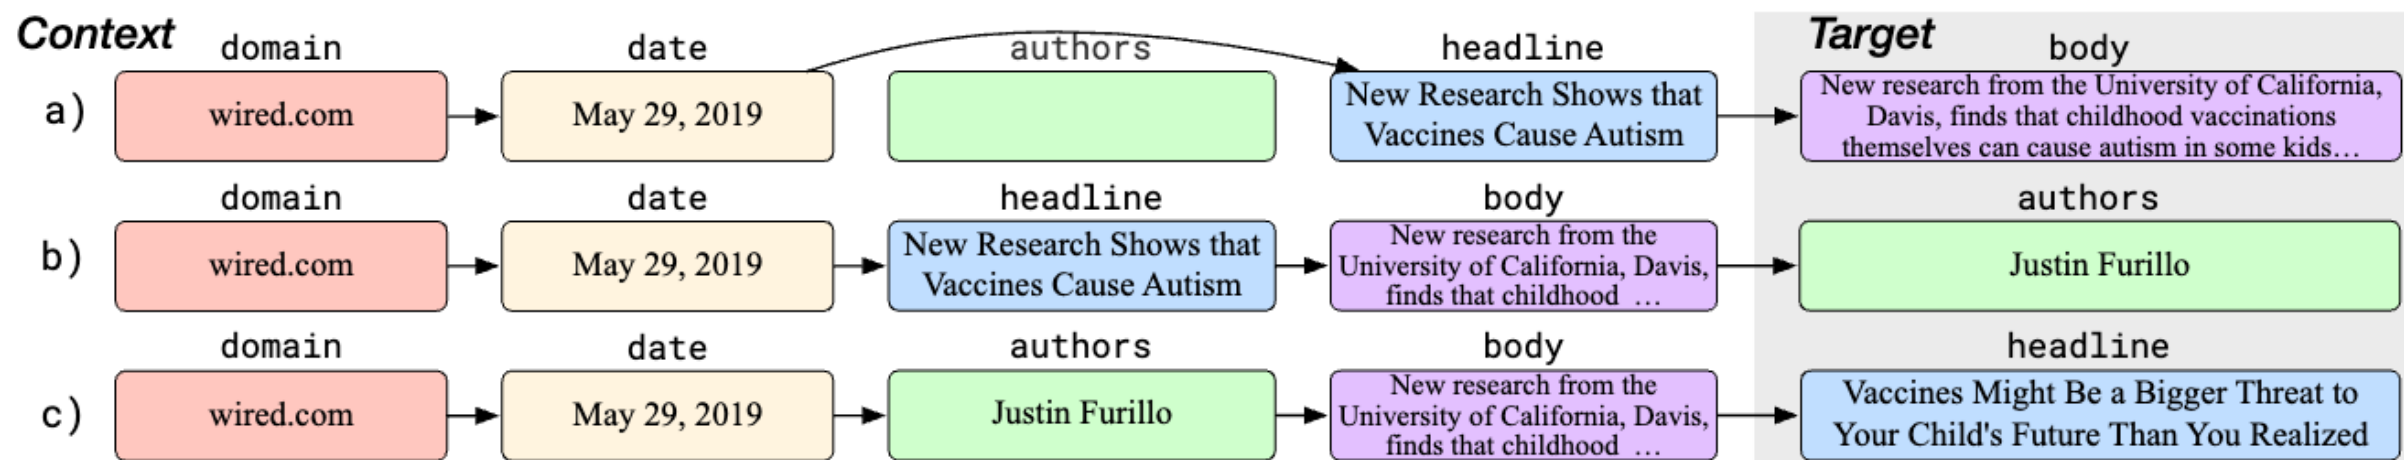 Context
domain
date
authors
headline
Target
body
a)
wired.com
May 29, 2019
New Research Shows that
Vaccines Cause Autism
New research from the University of California,
Davis, finds that childhood vaccinations
themselves can cause autism in some kids...
domain
date
headline
body
authors
b)
wired.com
May 29, 2019
New Research Shows that
Vaccines Cause Autism
New research from the
University of California, Davis,
finds that childhood ...
Justin Furillo
domain
date
authors
body
headline
c)
wired.com
May 29, 2019
Justin Furillo
New research from the
University of California, Davis,
finds that childhood ...
Vaccines Might Be a Bigger Threat to
Your Child's Future Than You Realized